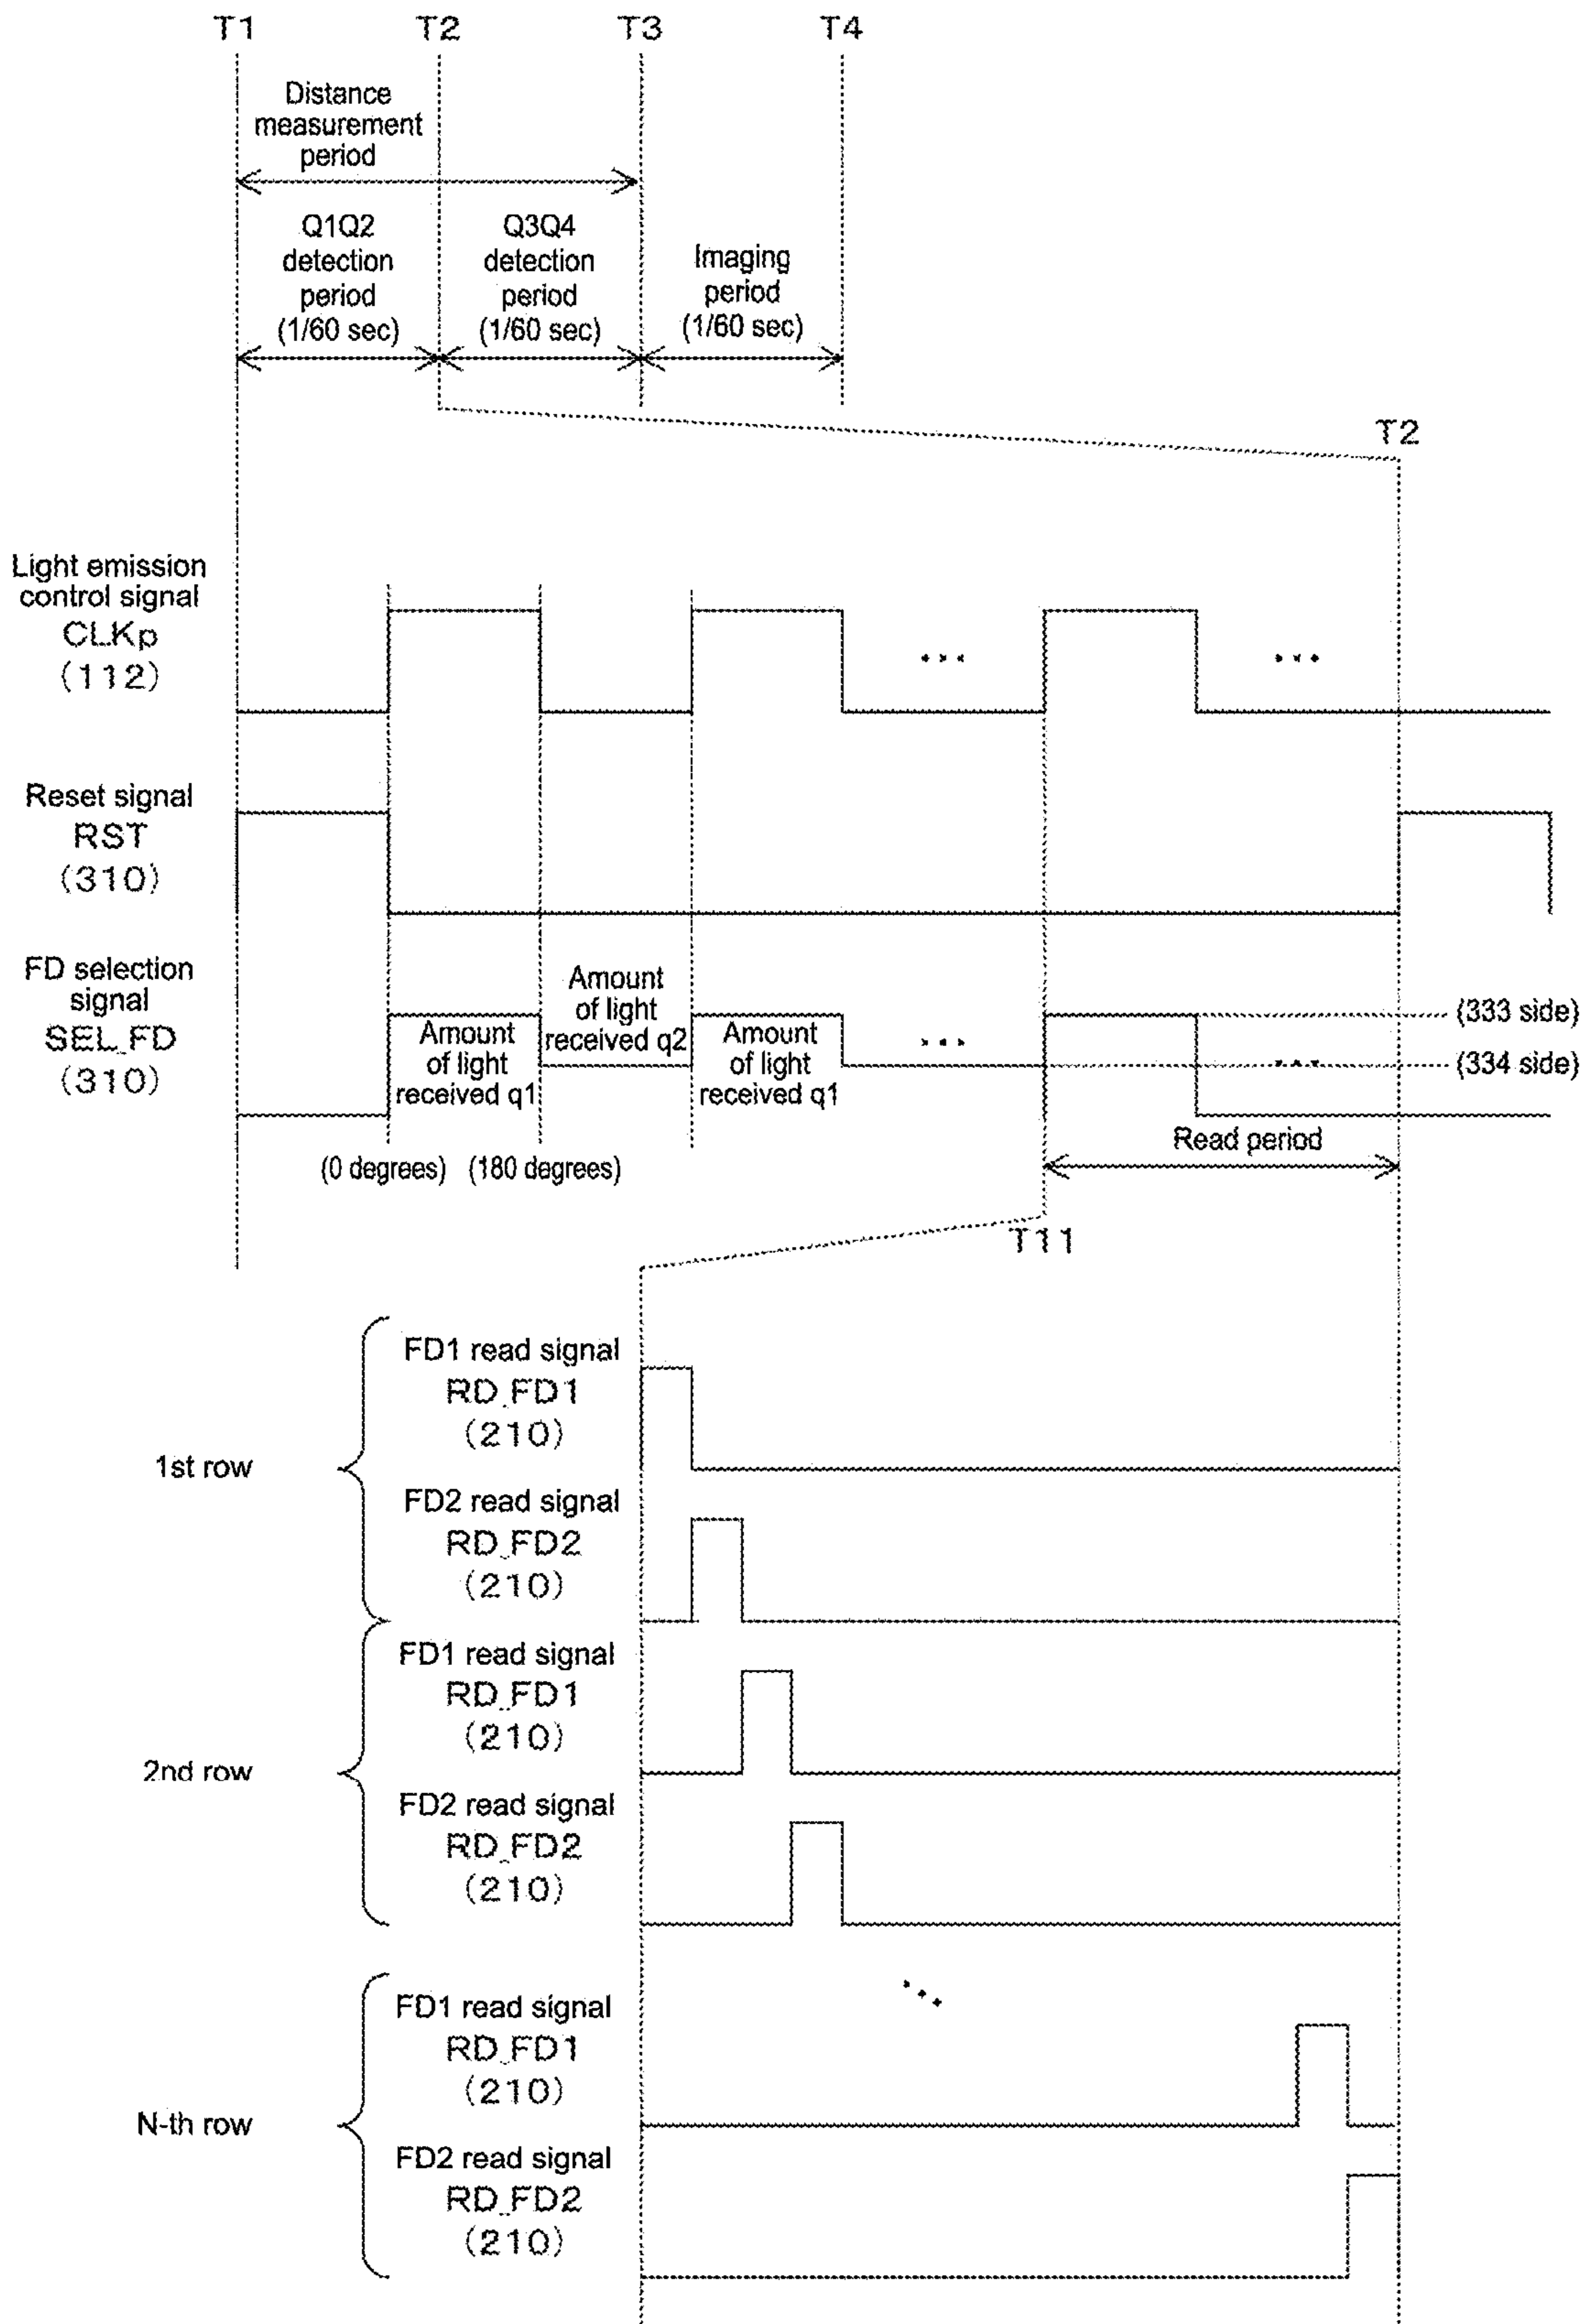 T1
T2
T3
T4
Distance
measurement
period
Q1Q2
detection
period
(1/60 sec)
Q3Q4
detection
period
(1/60 sec)
Imaging
period
(1/60 sec)
T2
Light emission
control signal
CLKp
(112)
Reset signal
RST
(310)
FD selection
signal
SEL_FD
(310)
Amount
of light
received q1
Amount
of light
received q2
Amount
of light
received q1
(333 side)
(334 side)
(0 degrees)
(180 degrees)
Read period
T11
1st row
FD1 read signal
RD_FD1
(210)
FD2 read signal
RD_FD2
(210)
2nd row
FD1 read signal
RD_FD1
(210)
FD2 read signal
RD_FD2
(210)
N-th row
FD1 read signal
RD_FD1
(210)
FD2 read signal
RD_FD2
(210)